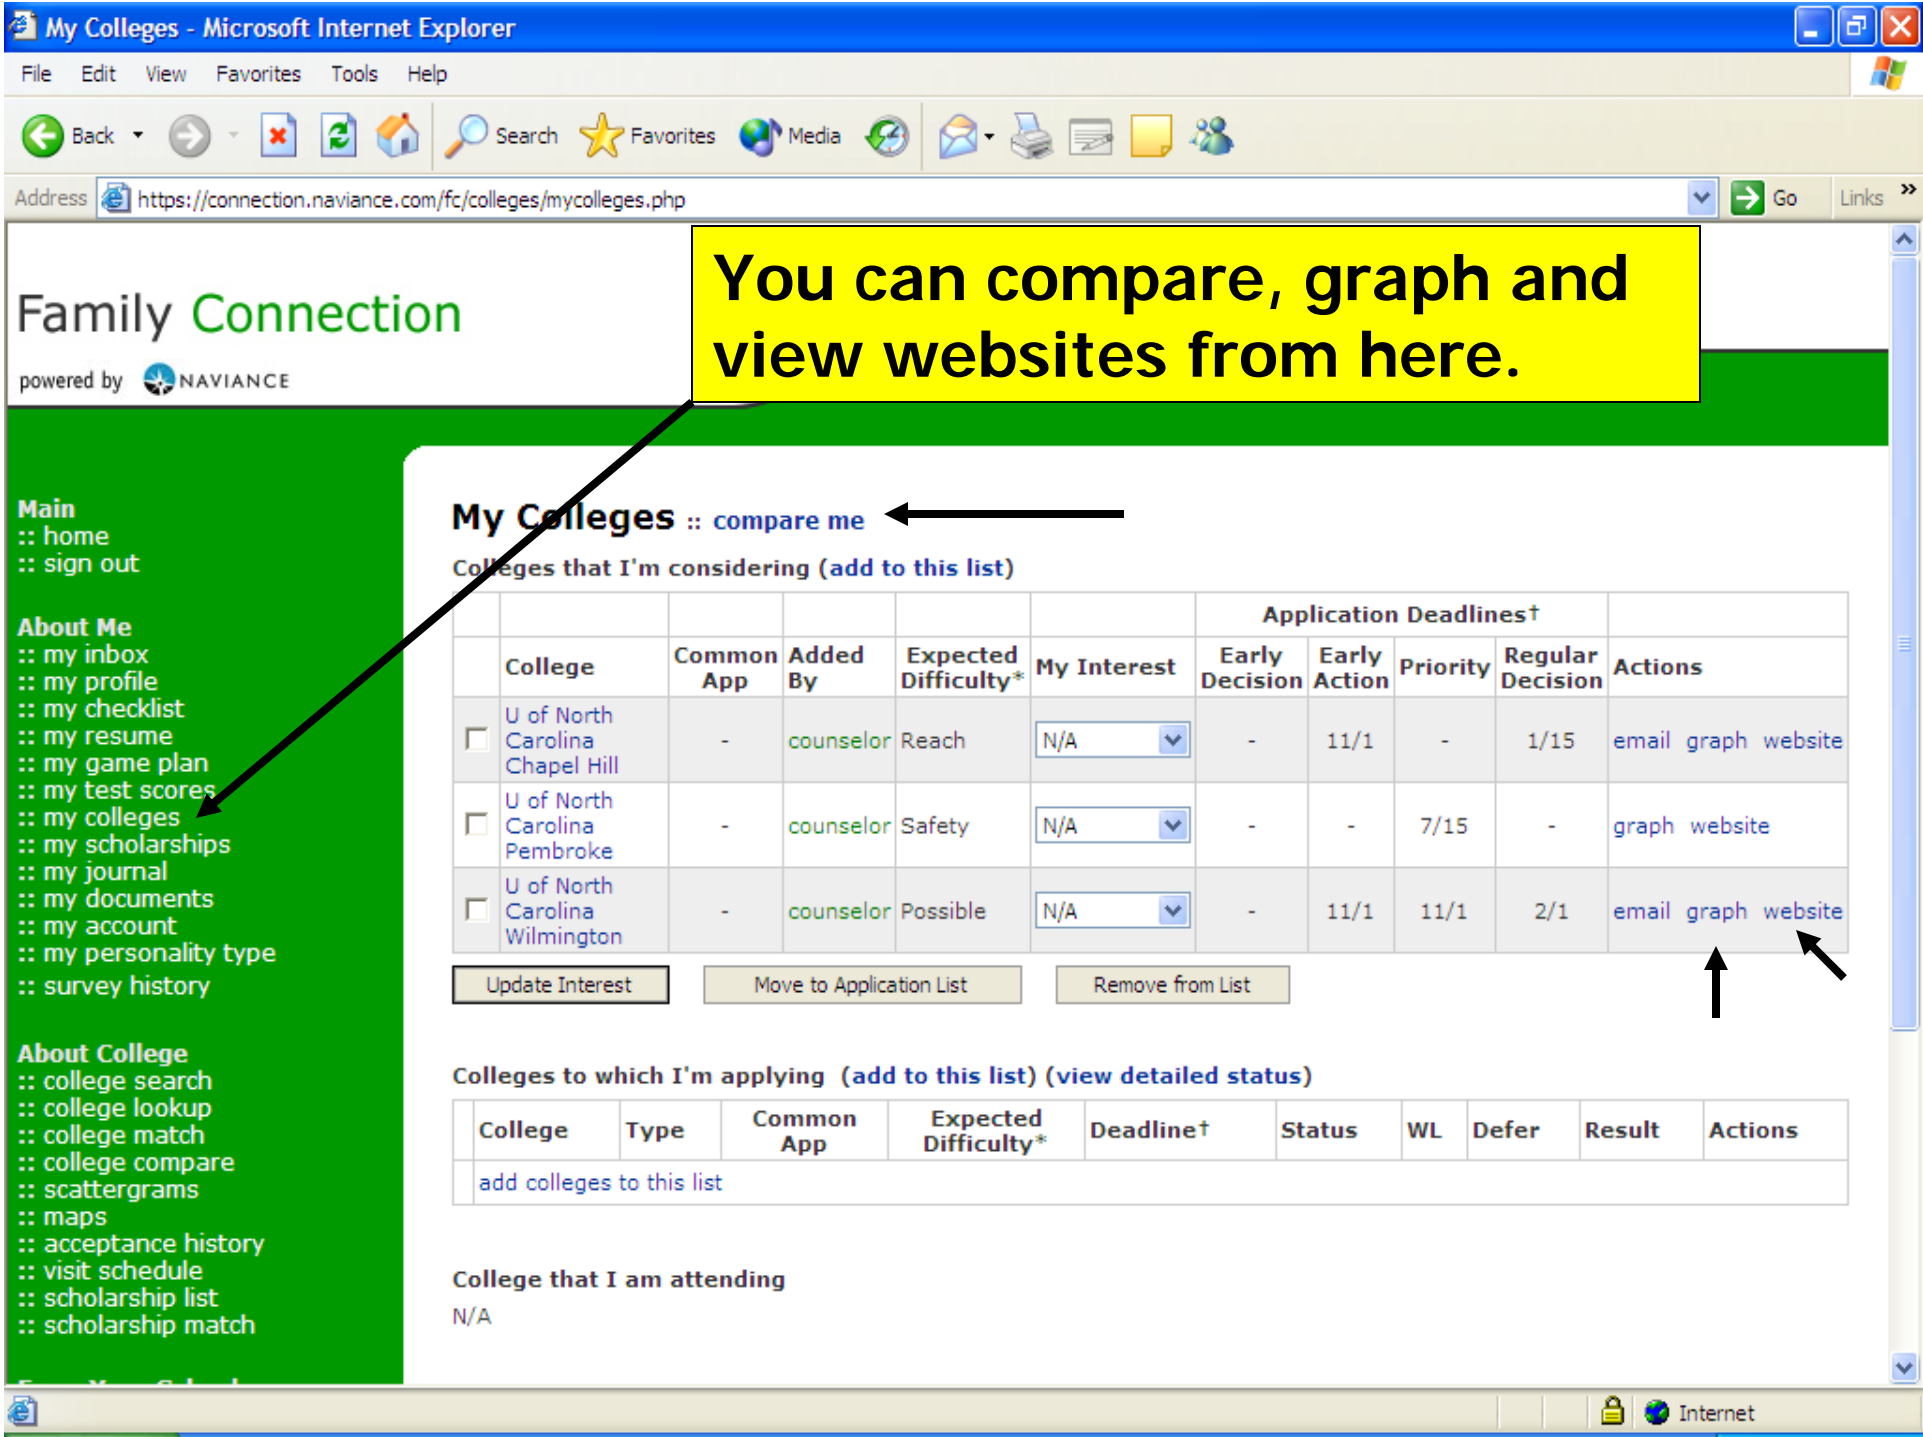 My Colleges - Microsoft Internet Explorer
File Edit View Favorites Tools Help
Back Search Favorites Media
Address https://connection.naviance.com/fc/colleges/mycolleges.php Go Links »
You can compare, graph and
view websites from here.
Family Connection
powered by NAVIANCE
Main
:: home
:: sign out
About Me
:: my inbox
:: my profile
:: my checklist
:: my resume
:: my game plan
:: my test scores
:: my colleges
:: my scholarships
:: my journal
:: my documents
:: my account
:: my personality type
:: survey history
About College
:: college search
:: college lookup
:: college match
:: college compare
:: scattergrams
:: maps
:: acceptance history
:: visit schedule
:: scholarship list
:: scholarship match
My Colleges :: compare me
Colleges that I'm considering (add to this list)
Application Deadlines†
College Common App Added By Expected Difficulty* My Interest Early Decision Early Action Priority Regular Decision Actions
U of North Carolina Chapel Hill - counselor Reach N/A - 11/1 - 1/15 email graph website
U of North Carolina Pembroke - counselor Safety N/A - - 7/15 - graph website
U of North Carolina Wilmington - counselor Possible N/A - 11/1 11/1 2/1 email graph website
Update Interest Move to Application List Remove from List
Colleges to which I'm applying (add to this list) (view detailed status)
College Type Common App Expected Difficulty* Deadline† Status WL Defer Result Actions
add colleges to this list
College that I am attending
N/A
Internet